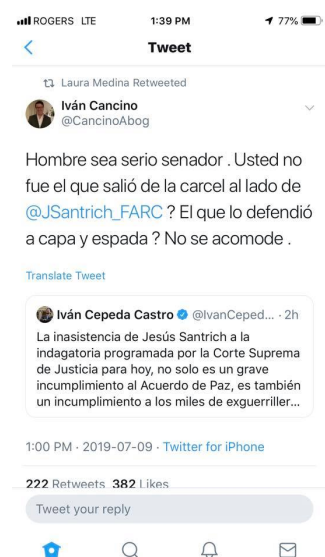 ROGERS LTE 1:39 PM 77%
Tweet
Laura Medina Retweeted
Iván Cancino
@CancinoAbog
Hombre sea serio senador . Usted no
fue el que salió de la carcel al lado de
@JSantrich_FARC ? El que lo defendió
a capa y espada ? No se acomode .
Translate Tweet
Iván Cepeda Castro @IvanCeped... · 2h
La inasistencia de Jesús Santrich a la
indagatoria programada por la Corte Suprema
de Justicia para hoy, no solo es un grave
incumplimiento al Acuerdo de Paz, es también
un incumplimiento a los miles de exguerriller...
1:00 PM · 2019-07-09 · Twitter for iPhone
222 Retweets 382 Likes
Tweet your reply